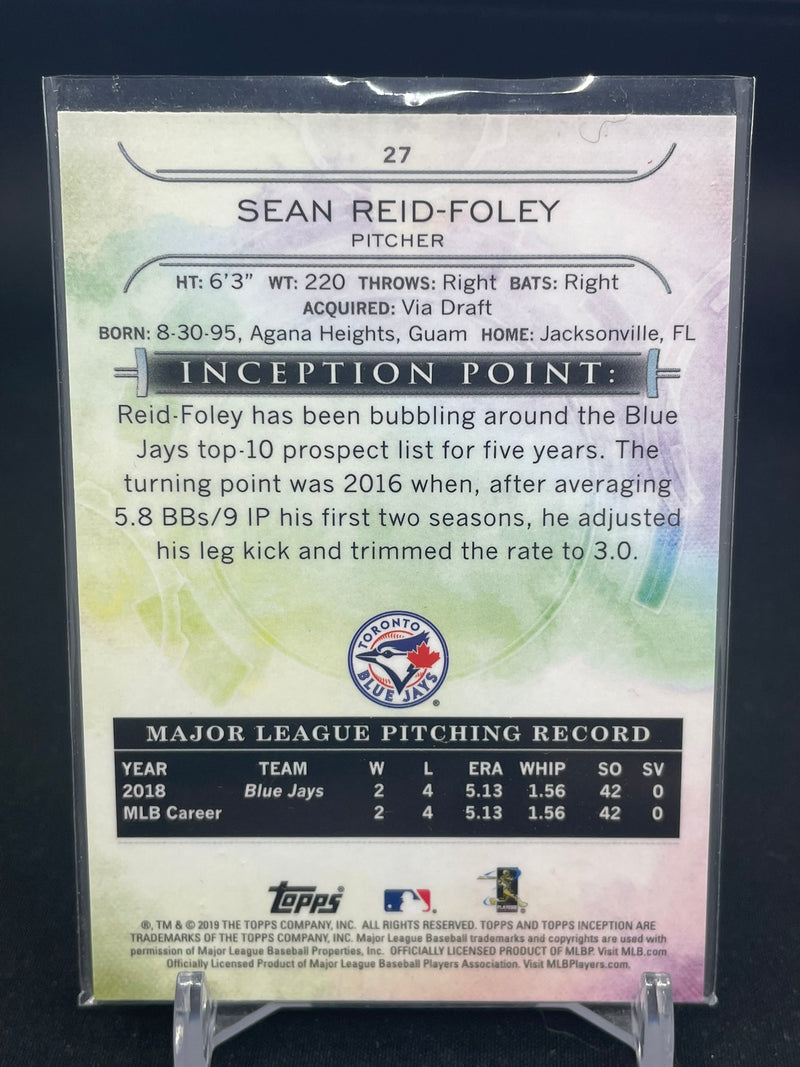 27
SEAN REID-FOLEY
PITCHER
HT: 6'3" WT: 220 THROWS: Right BATS: Right
ACQUIRED: Via Draft
BORN: 8-30-95, Agana Heights, Guam HOME: Jacksonville, FL
INCEPTION POINT:
Reid-Foley has been bubbling around the Blue
Jays top-10 prospect list for five years. The
turning point was 2016 when, after averaging
5.8 BBs/9 IP his first two seasons, he adjusted
his leg kick and trimmed the rate to 3.0.
TORONTO
BLUE JAYS
®
MAJOR LEAGUE PITCHING RECORD
YEAR TEAM W L ERA WHIP SO SV
2018 Blue Jays 2 4 5.13 1.56 42 0
MLB Career 2 4 5.13 1.56 42 0
topps®
®, TM & © 2019 THE TOPPS COMPANY, INC. ALL RIGHTS RESERVED. TOPPS AND TOPPS INCEPTION ARE
TRADEMARKS OF THE TOPPS COMPANY, INC. Major League Baseball trademarks and copyrights are used with
permission of Major League Baseball Properties, Inc. OFFICIALLY LICENSED PRODUCT OF MLBP. Visit MLB.com
Officially Licensed Product of Major League Baseball Players Association. Visit MLBPlayers.com.